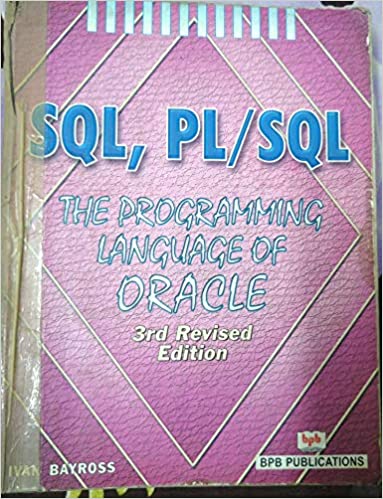 SQL, PL/SQL
THE PROGRAMMING
LANGUAGE OF
ORACLE
3rd Revised
Edition
IVAN BAYROSS
bpb
BPB PUBLICATIONS